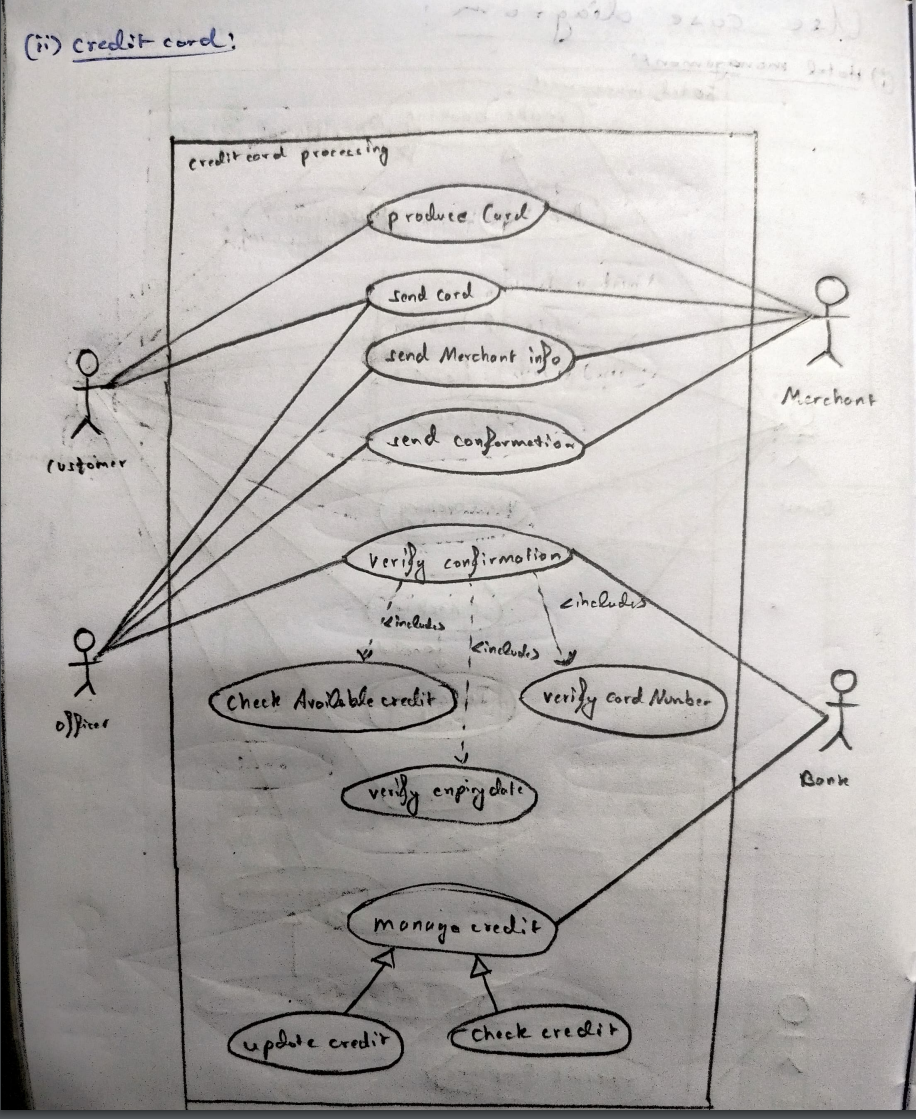 (ii) Credit card:
credit card processing
produce Card
send card
send Merchant info
Merchant
send conformation
customer
verify confirmation
<includes
<includes
<includes
check Available credit
verify card Number
officer
Bank
verify expiry date
manage credit
update credit
check credit